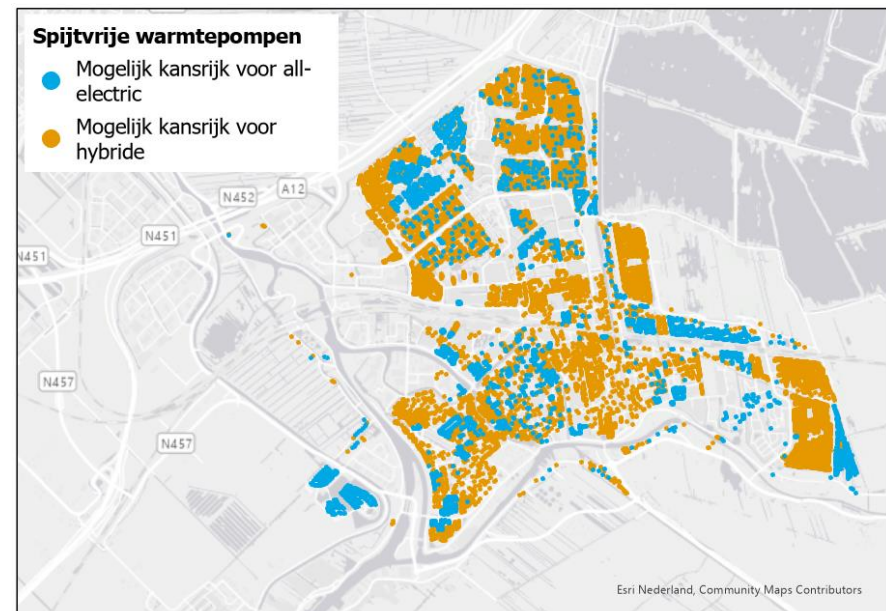 Spijtvrije warmtepompen
Mogelijk kansrijk voor all-
electric
Mogelijk kansrijk voor
hybride
N452
A12
N451
N451
N457
N457
Esri Nederland, Community Maps Contributors